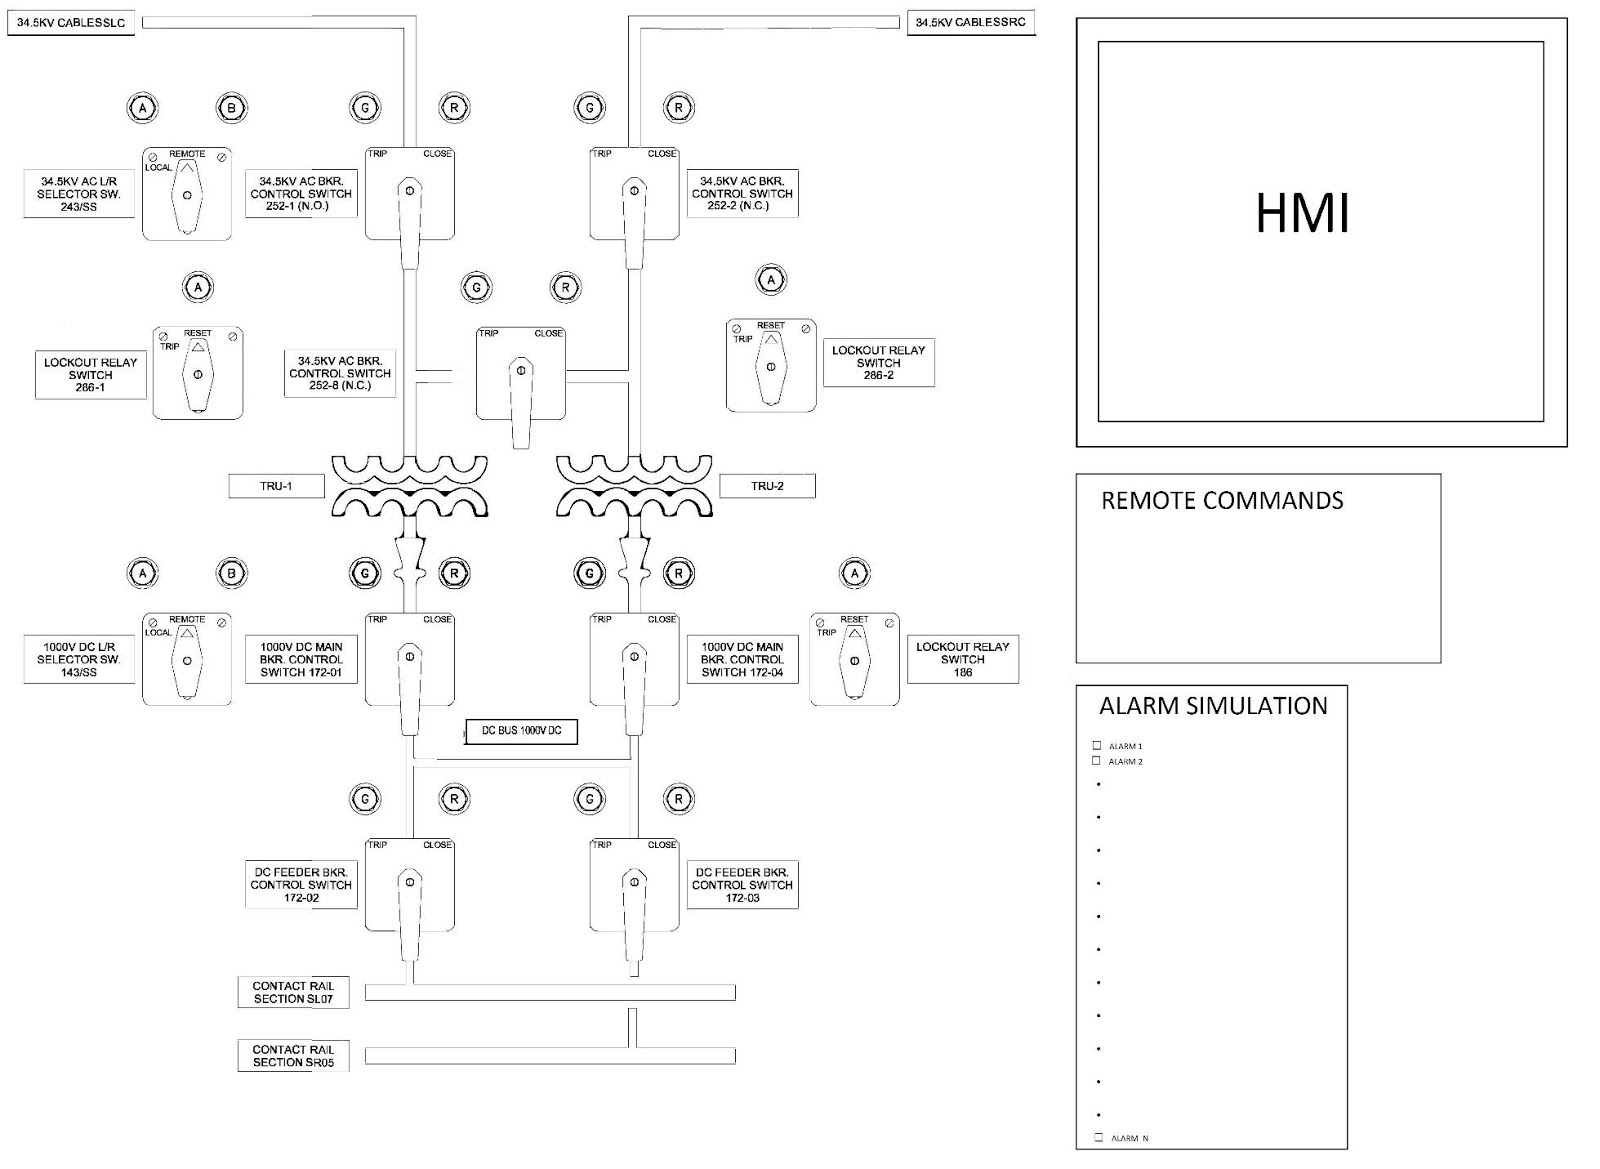 34.5KV CABLESSLC
34.5KV CABLESSRC
A
B
G
R
G
R
34.5KV AC L/R
SELECTOR SW.
243/SS
REMOTE
LOCAL
34.5KV AC BKR.
CONTROL SWITCH
252-1 (N.O.)
TRIP CLOSE
TRIP CLOSE
34.5KV AC BKR.
CONTROL SWITCH
252-2 (N.C.)
A
G
R
A
LOCKOUT RELAY
SWITCH
286-1
RESET
TRIP
34.5KV AC BKR.
CONTROL SWITCH
252-8 (N.C.)
TRIP CLOSE
RESET
TRIP
LOCKOUT RELAY
SWITCH
286-2
TRU-1
TRU-2
A
B
G
R
G
R
A
1000V DC L/R
SELECTOR SW.
143/SS
REMOTE
LOCAL
1000V DC MAIN
BKR. CONTROL
SWITCH 172-01
TRIP CLOSE
TRIP CLOSE
1000V DC MAIN
BKR. CONTROL
SWITCH 172-04
RESET
TRIP
LOCKOUT RELAY
SWITCH
186
DC BUS 1000V DC
G
R
G
R
DC FEEDER BKR.
CONTROL SWITCH
172-02
TRIP CLOSE
TRIP CLOSE
DC FEEDER BKR.
CONTROL SWITCH
172-03
CONTACT RAIL
SECTION SL07
CONTACT RAIL
SECTION SR05
HMI
REMOTE COMMANDS
ALARM SIMULATION
ALARM 1
ALARM 2
ALARM N